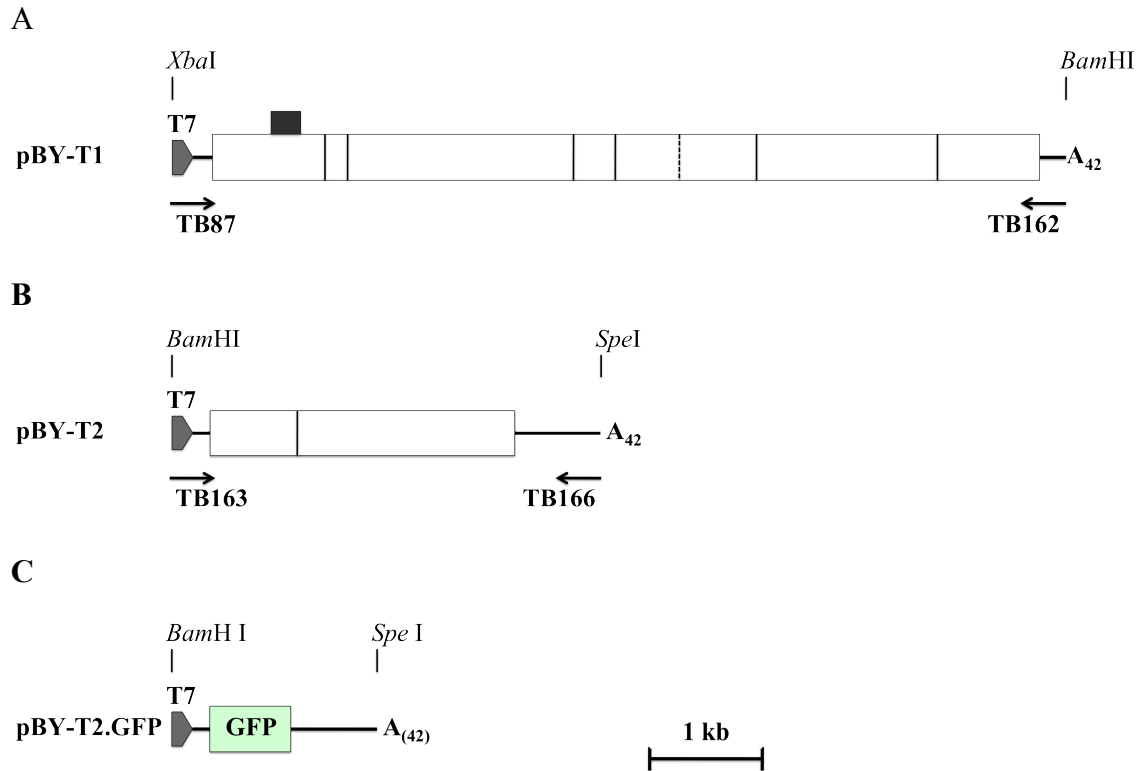 A
XbaI BamHI
T7
pBY-T1 A42
TB87 TB162
B
BamHI SpeI
T7
pBY-T2 A42
TB163 TB166
C
BamH I Spe I
T7
pBY-T2.GFP GFP A(42)
1 kb